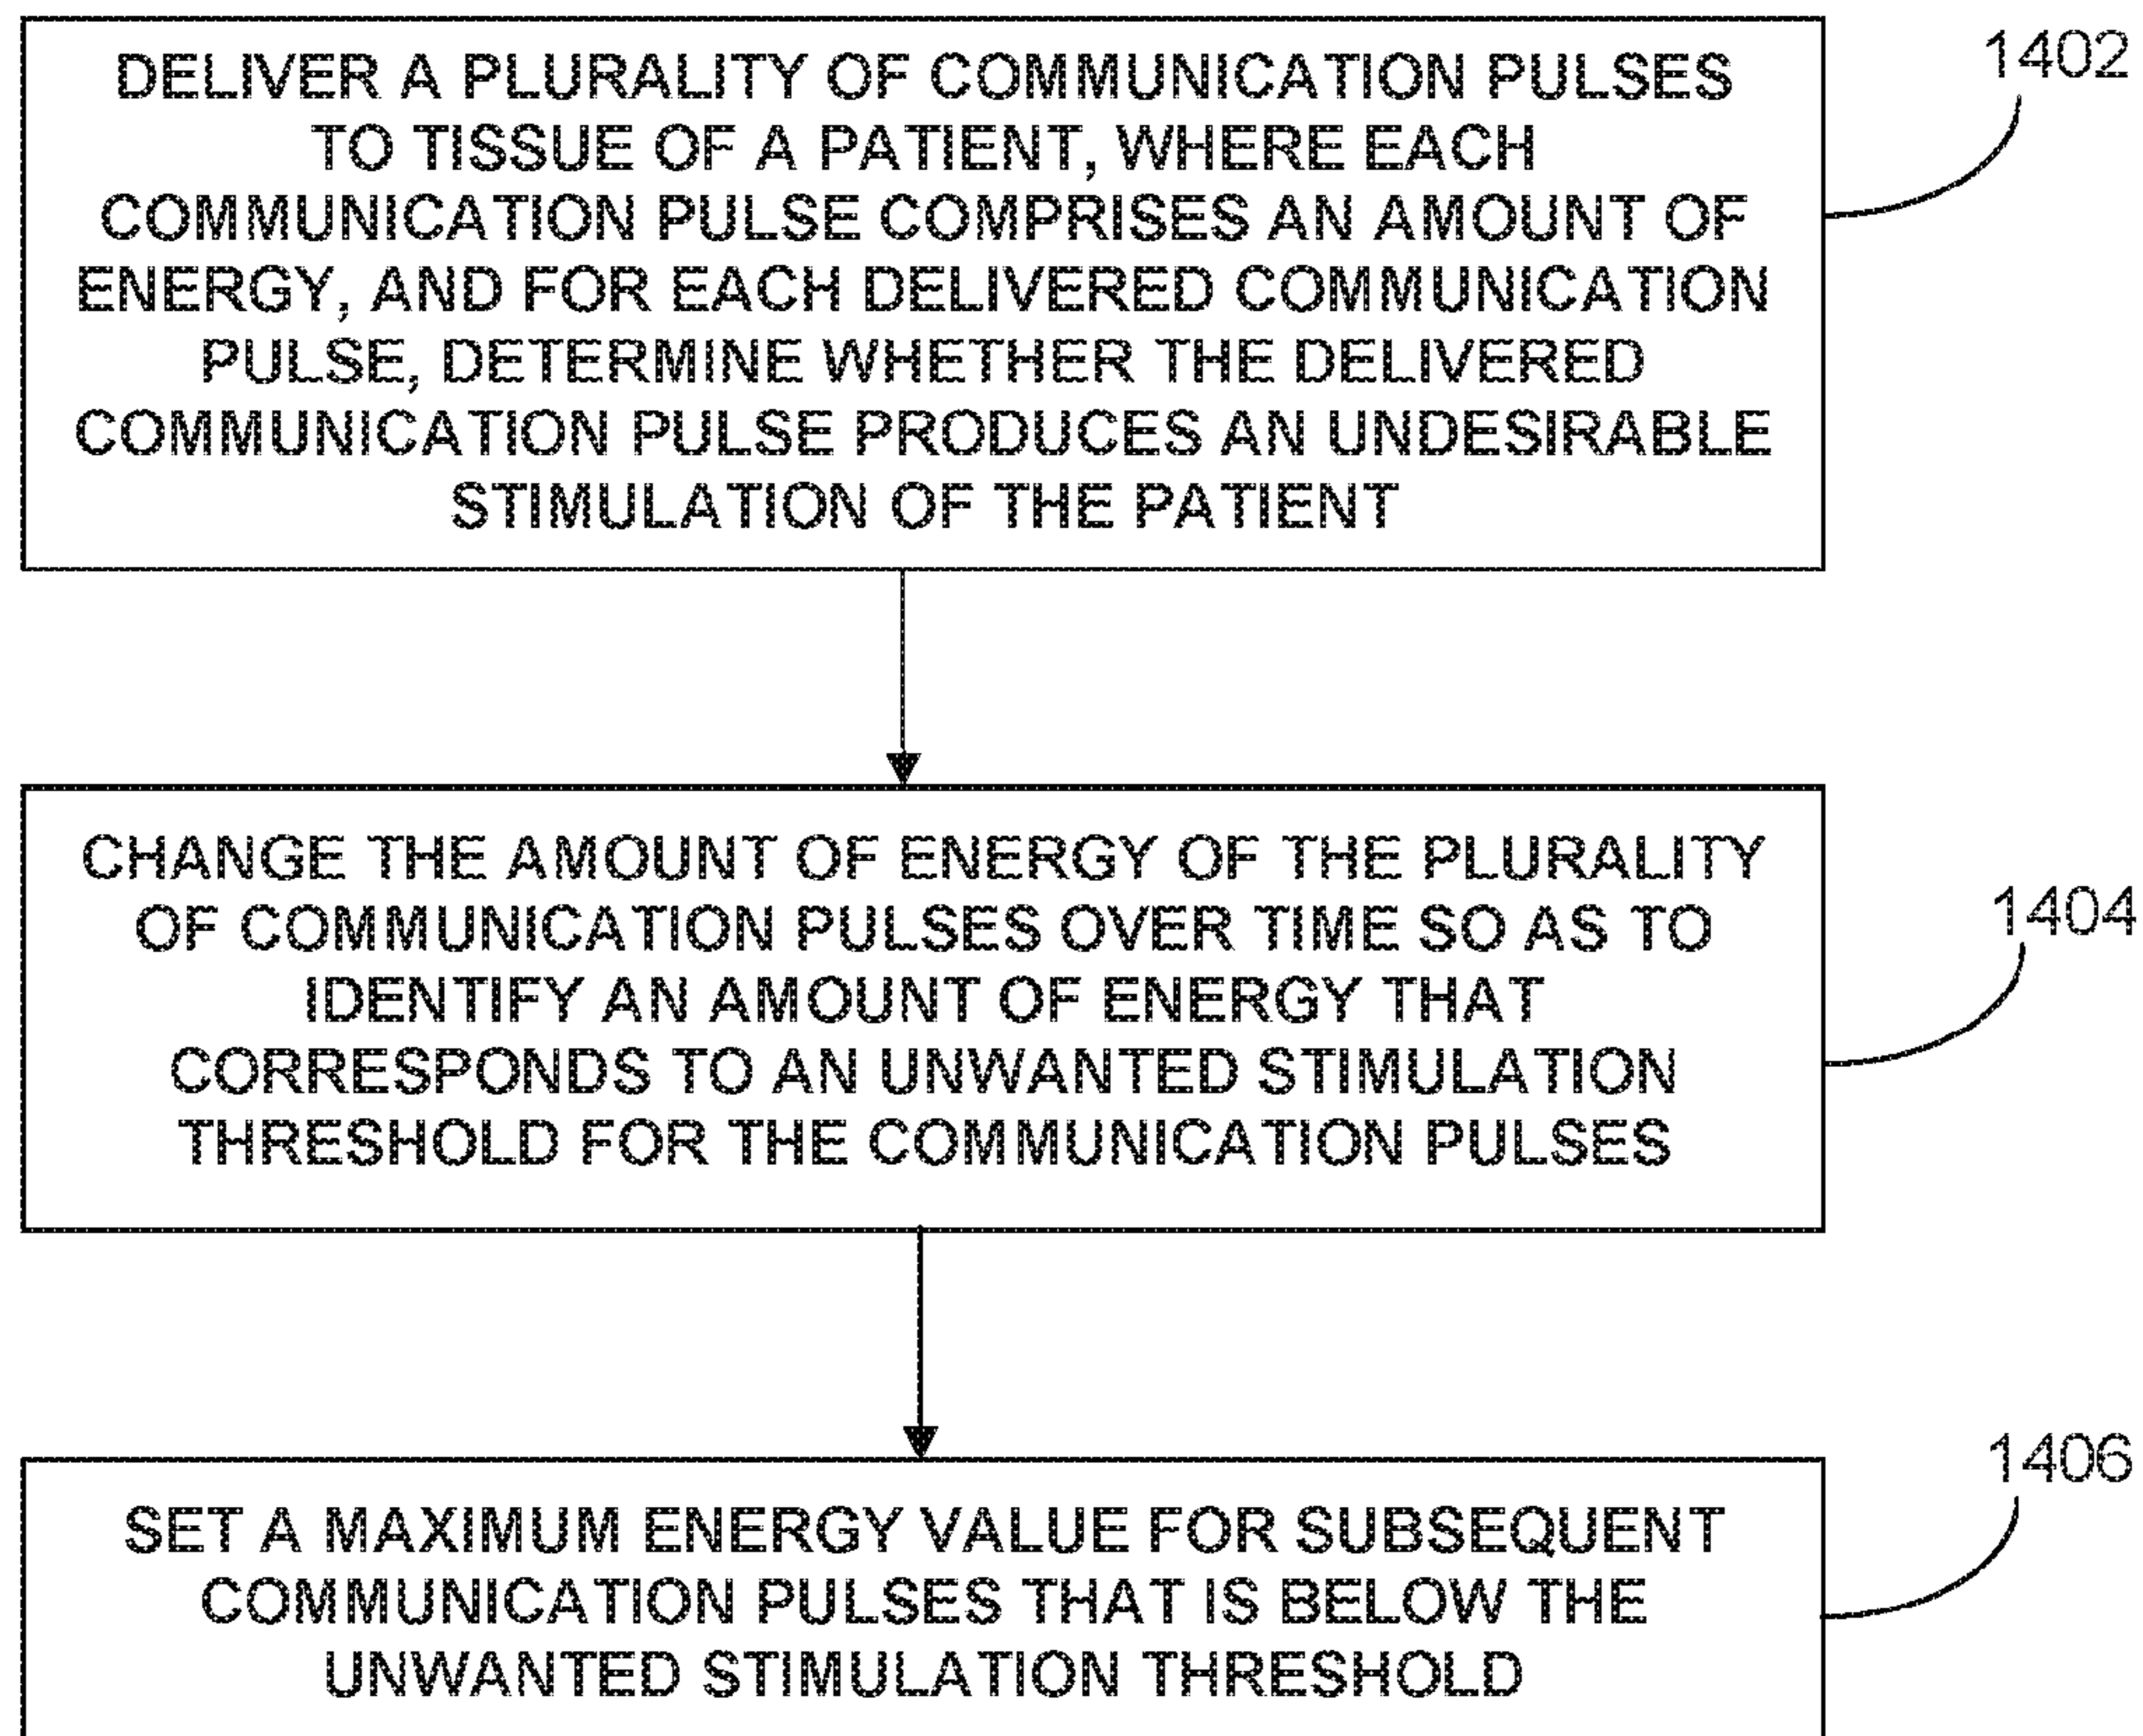 DELIVER A PLURALITY OF COMMUNICATION PULSES
TO TISSUE OF A PATIENT, WHERE EACH
COMMUNICATION PULSE COMPRISES AN AMOUNT OF
ENERGY, AND FOR EACH DELIVERED COMMUNICATION
PULSE, DETERMINE WHETHER THE DELIVERED
COMMUNICATION PULSE PRODUCES AN UNDESIRABLE
STIMULATION OF THE PATIENT
1402
CHANGE THE AMOUNT OF ENERGY OF THE PLURALITY
OF COMMUNICATION PULSES OVER TIME SO AS TO
IDENTIFY AN AMOUNT OF ENERGY THAT
CORRESPONDS TO AN UNWANTED STIMULATION
THRESHOLD FOR THE COMMUNICATION PULSES
1404
SET A MAXIMUM ENERGY VALUE FOR SUBSEQUENT
COMMUNICATION PULSES THAT IS BELOW THE
UNWANTED STIMULATION THRESHOLD
1406